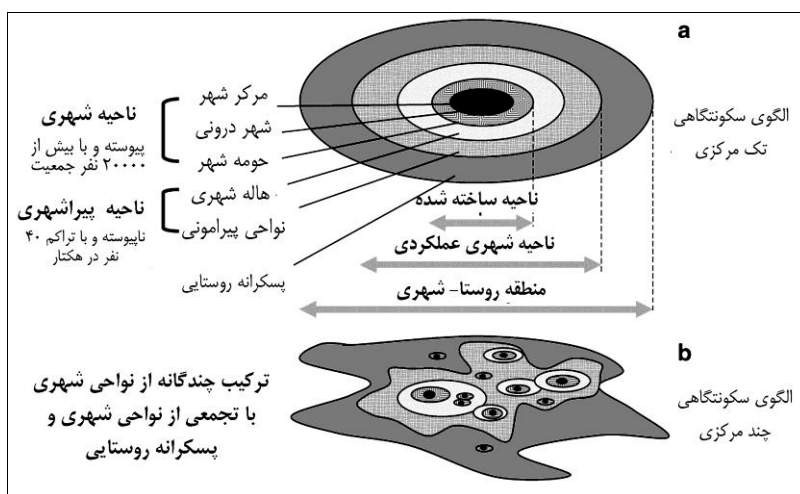 a
الگوی سکونتگاهی
تک مرکزی
ناحیه شهری
پیوسته و با بیش از
۲۰۰۰۰ نفر جمعیت
ناحیه پیراشهری
ناپیوسته و با تراکم ۴۰
نفر در هکتار
مرکر شهر
شهر درونی
حومه شهر
هاله شهری
نواحی پیرامونی
پسکرانه روستایی
ناحیه ساخته شده
ناحیه شهری عملکردی
منطقه روستا- شهری
b
الگوی سکونتگاهی
چند مرکزی
ترکیب چندگانه از نواحی شهری
با تجمعی از نواحی شهری و
پسکرانه روستایی